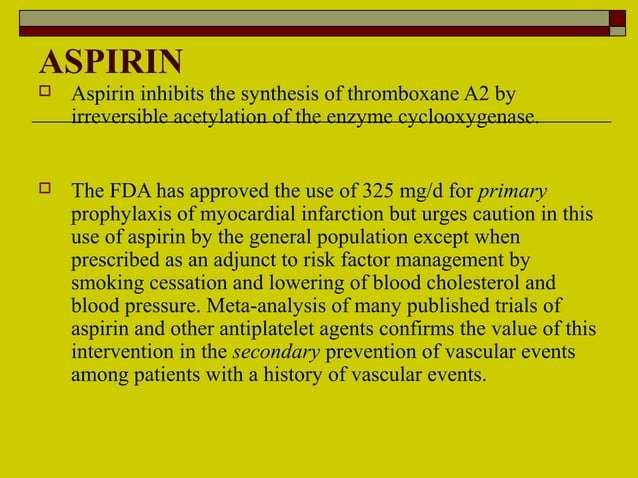 ASPIRIN
Aspirin inhibits the synthesis of thromboxane A2 by
irreversible acetylation of the enzyme cyclooxygenase.
The FDA has approved the use of 325 mg/d for primary
prophylaxis of myocardial infarction but urges caution in this
use of aspirin by the general population except when
prescribed as an adjunct to risk factor management by
smoking cessation and lowering of blood cholesterol and
blood pressure. Meta-analysis of many published trials of
aspirin and other antiplatelet agents confirms the value of this
intervention in the secondary prevention of vascular events
among patients with a history of vascular events.